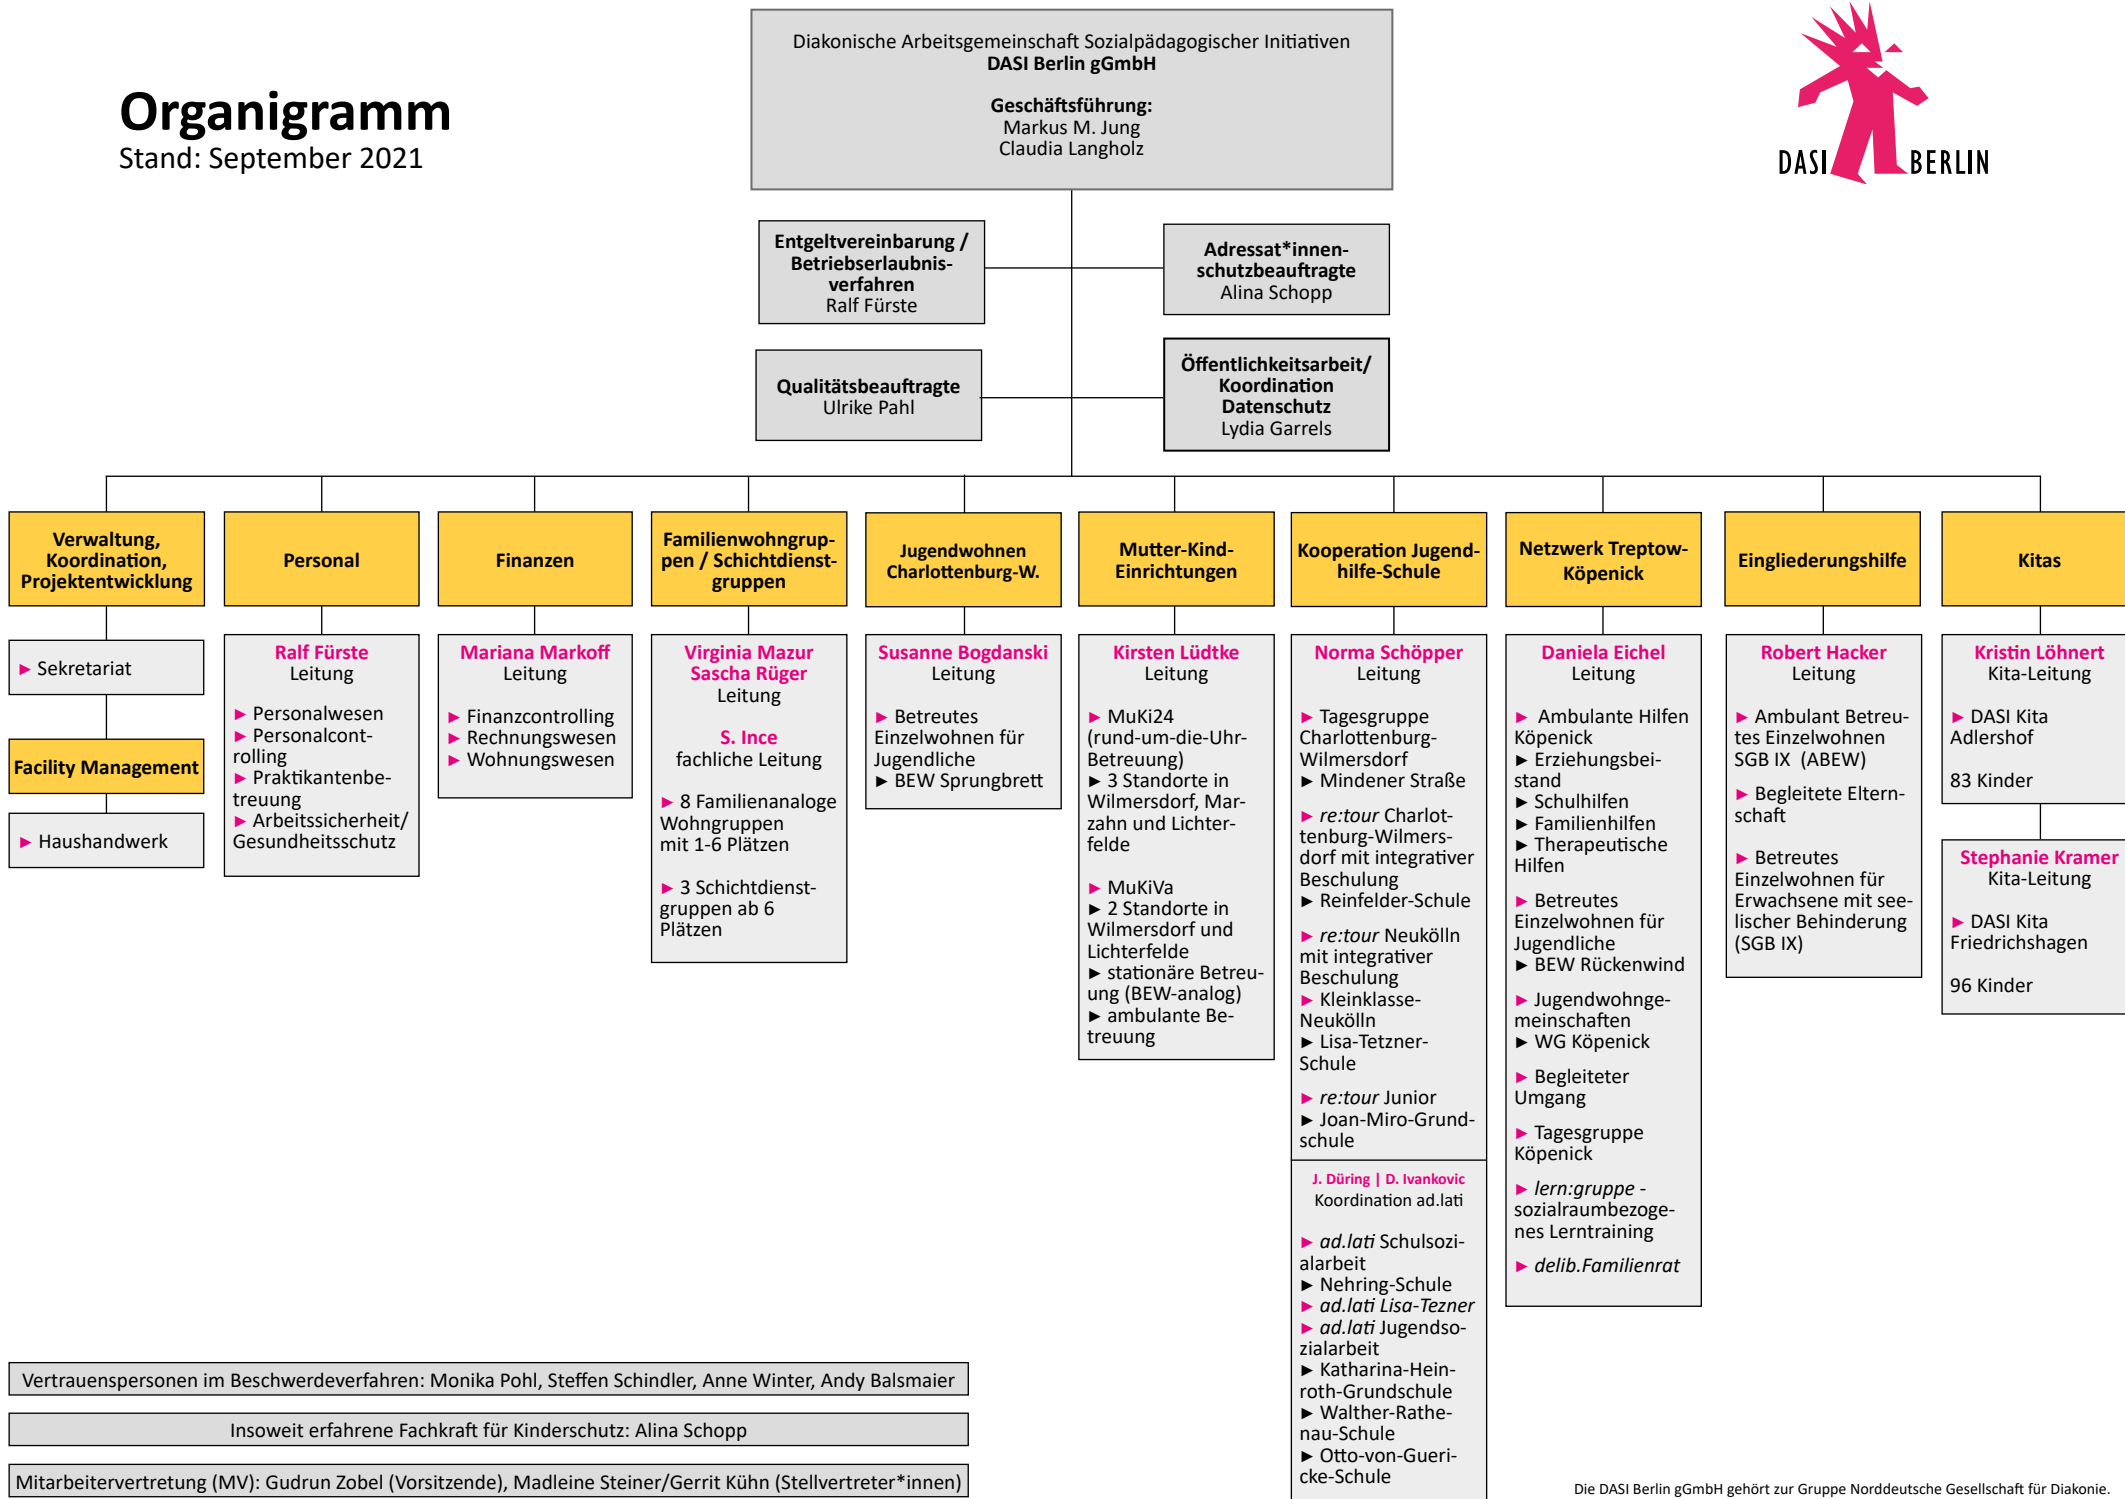 Organigramm
Stand: September 2021
Diakonische Arbeitsgemeinschaft Sozialpädagogischer Initiativen
DASI Berlin gGmbH
Geschäftsführung:
Markus M. Jung
Claudia Langholz
DASI BERLIN
Entgeltvereinbarung /
Betriebserlaubnis-
verfahren
Ralf Fürste
Adressat*innen-
schutzbeauftragte
Alina Schopp
Qualitätsbeauftragte
Ulrike Pahl
Öffentlichkeitsarbeit/
Koordination
Datenschutz
Lydia Garrels
Verwaltung,
Koordination,
Projektentwicklung
► Sekretariat
Facility Management
► Haushandwerk
Personal
Ralf Fürste
Leitung
► Personalwesen
► Personalcont-
rolling
► Praktikantenbe-
treuung
► Arbeitssicherheit/
Gesundheitsschutz
Finanzen
Mariana Markoff
Leitung
► Finanzcontrolling
► Rechnungswesen
► Wohnungswesen
Familienwohngrup-
pen / Schichtdienst-
gruppen
Virginia Mazur
Sascha Rüger
Leitung
S. Ince
fachliche Leitung
► 8 Familienanaloge
Wohngruppen
mit 1-6 Plätzen
► 3 Schichtdienst-
gruppen ab 6
Plätzen
Jugendwohnen
Charlottenburg-W.
Susanne Bogdanski
Leitung
► Betreutes
Einzelwohnen für
Jugendliche
► BEW Sprungbrett
Mutter-Kind-
Einrichtungen
Kirsten Lüdtke
Leitung
► MuKi24
(rund-um-die-Uhr-
Betreuung)
► 3 Standorte in
Wilmersdorf, Mar-
zahn und Lichter-
felde
► MuKiVa
► 2 Standorte in
Wilmersdorf und
Lichterfelde
► stationäre Betreu-
ung (BEW-analog)
► ambulante Be-
treuung
Kooperation Jugend-
hilfe-Schule
Norma Schöpper
Leitung
► Tagesgruppe
Charlottenburg-
Wilmersdorf
► Mindener Straße
► re:tour Charlot-
tenburg-Wilmers-
dorf mit integrativer
Beschulung
► Reinfelder-Schule
► re:tour Neukölln
mit integrativer
Beschulung
► Kleinklasse-
Neukölln
► Lisa-Tetzner-
Schule
► re:tour Junior
► Joan-Miro-Grund-
schule
J. Düring | D. Ivankovic
Koordination ad.lati
► ad.lati Schulsozi-
alarbeit
► Nehring-Schule
► ad.lati Lisa-Tezner
► ad.lati Jugendso-
zialarbeit
► Katharina-Hein-
roth-Grundschule
► Walther-Rathe-
nau-Schule
► Otto-von-Gueri-
cke-Schule
Netzwerk Treptow-
Köpenick
Daniela Eichel
Leitung
► Ambulante Hilfen
Köpenick
► Erziehungsbei-
stand
► Schulhilfen
► Familienhilfen
► Therapeutische
Hilfen
► Betreutes
Einzelwohnen für
Jugendliche
► BEW Rückenwind
► Jugendwohnge-
meinschaften
► WG Köpenick
► Begleiteter
Umgang
► Tagesgruppe
Köpenick
► lern:gruppe -
sozialraumbezoge-
nes Lerntraining
► delib.Familienrat
Eingliederungshilfe
Robert Hacker
Leitung
► Ambulant Betreu-
tes Einzelwohnen
SGB IX (ABEW)
► Begleitete Eltern-
schaft
► Betreutes
Einzelwohnen für
Erwachsene mit see-
lischer Behinderung
(SGB IX)
Kitas
Kristin Löhnert
Kita-Leitung
► DASI Kita
Adlershof
83 Kinder
Stephanie Kramer
Kita-Leitung
► DASI Kita
Friedrichshagen
96 Kinder
Vertrauenspersonen im Beschwerdeverfahren: Monika Pohl, Steffen Schindler, Anne Winter, Andy Balsmaier
Insoweit erfahrene Fachkraft für Kinderschutz: Alina Schopp
Mitarbeitervertretung (MV): Gudrun Zobel (Vorsitzende), Madleine Steiner/Gerrit Kühn (Stellvertreter*innen)
Die DASI Berlin gGmbH gehört zur Gruppe Norddeutsche Gesellschaft für Diakonie.